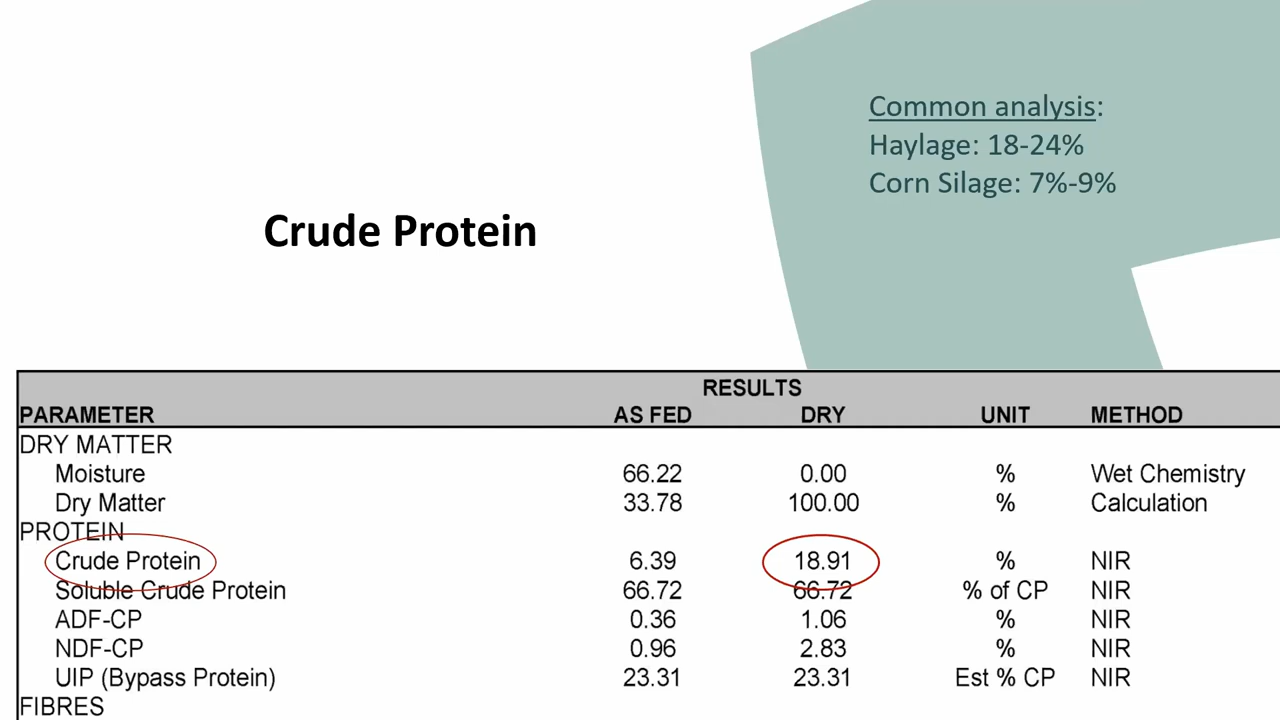 Common analysis:
Haylage: 18-24%
Corn Silage: 7%-9%
Crude Protein
RESULTS
PARAMETER AS FED DRY UNIT METHOD
DRY MATTER
Moisture 66.22 0.00 % Wet Chemistry
Dry Matter 33.78 100.00 % Calculation
PROTEIN
Crude Protein 6.39 18.91 % NIR
Soluble Crude Protein 66.72 66.72 % of CP NIR
ADF-CP 0.36 1.06 % NIR
NDF-CP 0.96 2.83 % NIR
UIP (Bypass Protein) 23.31 23.31 Est % CP NIR
FIBRES